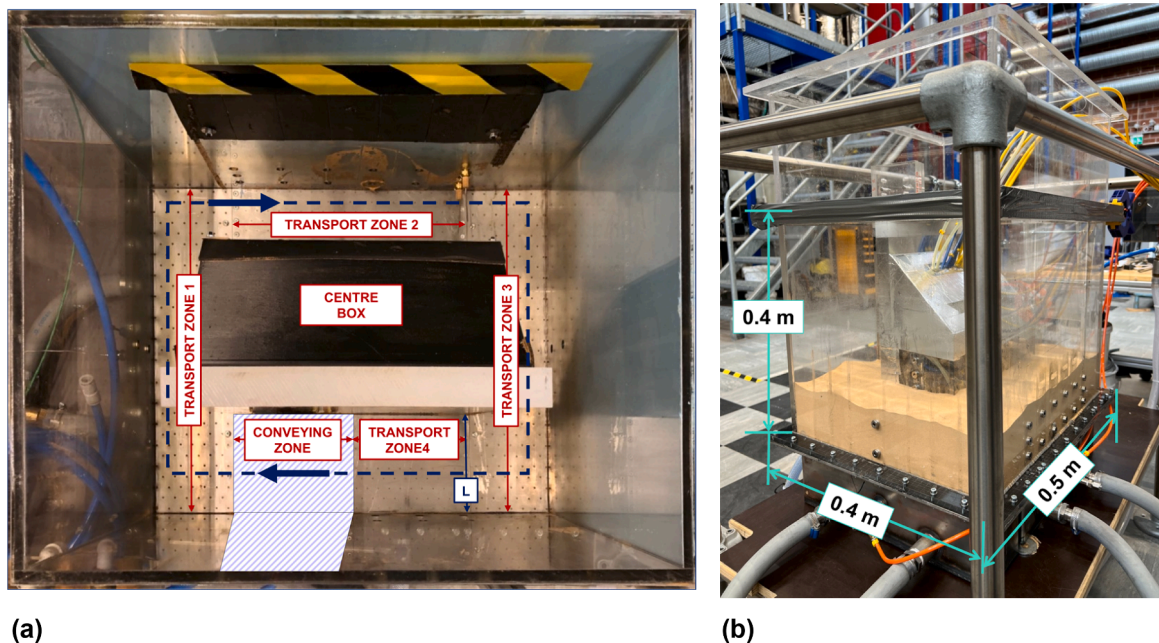 TRANSPORT ZONE 2
TRANSPORT ZONE 1
CENTRE
BOX
TRANSPORT ZONE 3
CONVEYING
ZONE
TRANSPORT
ZONE4
L
0.4 m
0.4 m
0.5 m
(a)
(b)